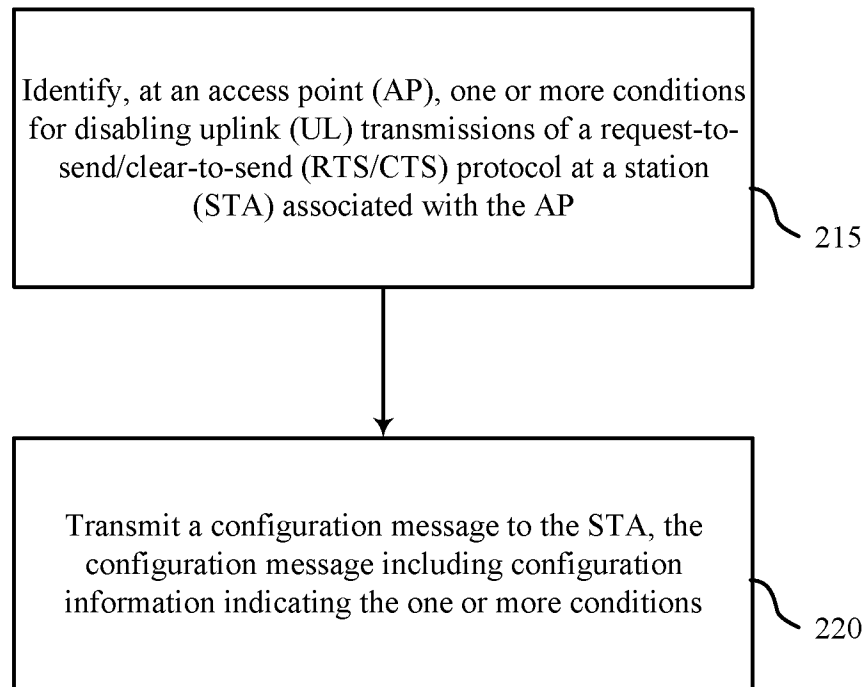 Identify, at an access point (AP), one or more conditions
for disabling uplink (UL) transmissions of a request-to-
send/clear-to-send (RTS/CTS) protocol at a station
(STA) associated with the AP
215
Transmit a configuration message to the STA, the
configuration message including configuration
information indicating the one or more conditions
220